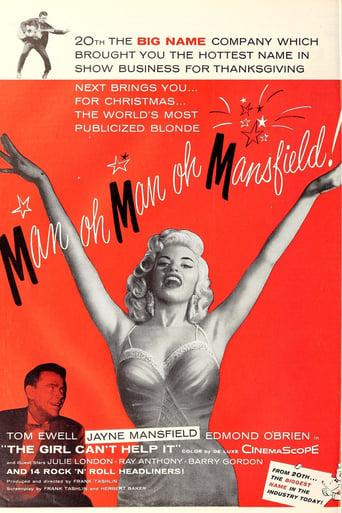 20TH THE BIG NAME COMPANY WHICH
BROUGHT YOU THE HOTTEST NAME IN
SHOW BUSINESS FOR THANKSGIVING
NEXT BRINGS YOU...
FOR CHRISTMAS...
THE WORLD'S MOST
PUBLICIZED BLONDE
Man oh Man oh Mansfield!
TOM EWELL JAYNE MANSFIELD EDMOND O'BRIEN in
"THE GIRL CAN'T HELP IT" COLOR by DE LUXE CINEMASCOPE
and Guest Stars JULIE LONDON · RAY ANTHONY · BARRY GORDON
AND 14 ROCK 'N' ROLL HEADLINERS!
Produced and directed by FRANK TASHLIN
Screenplay by FRANK TASHLIN and HERBERT BAKER
FROM 20TH...
THE BIGGEST
NAME IN THE
INDUSTRY TODAY!